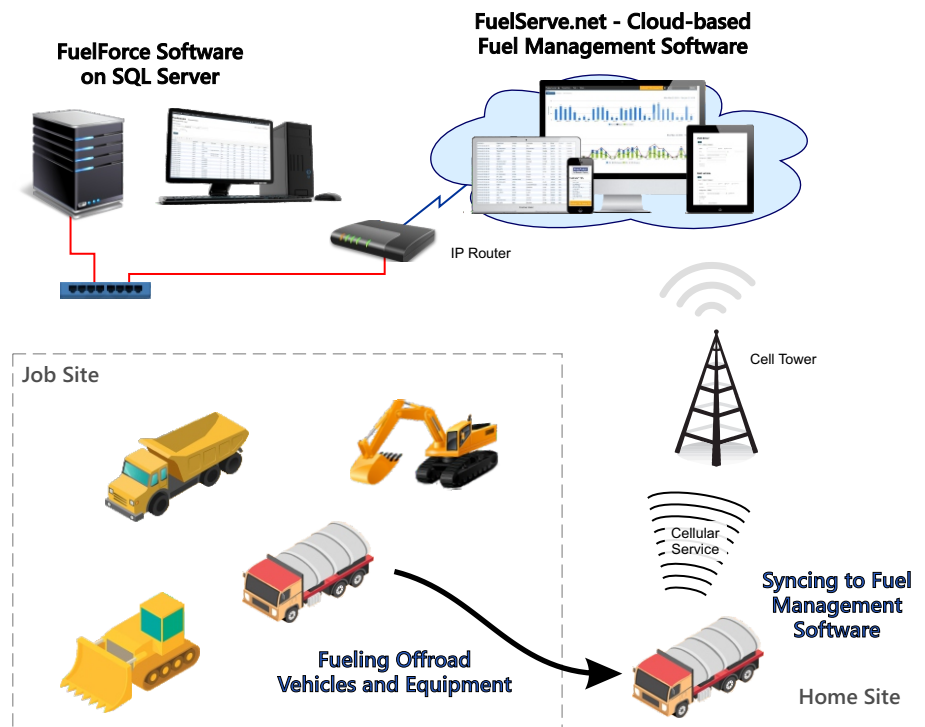 FuelForce Software
on SQL Server
FuelServe.net - Cloud-based
Fuel Management Software
IP Router
Cell Tower
Job Site
Cellular
Service
Syncing to Fuel
Management
Software
Fueling Offroad
Vehicles and Equipment
Home Site